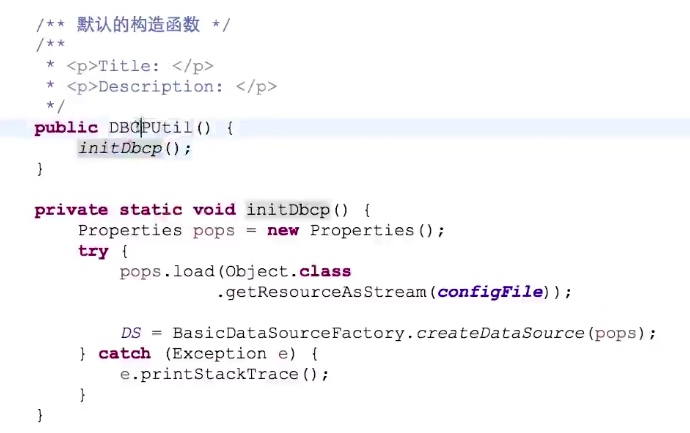 /** 默认的构造函数 */
/**
 * <p>Title: </p>
 * <p>Description: </p>
 */
public DBCPUtil() {
    initDbcp();
}
private static void initDbcp() {
    Properties pops = new Properties();
    try {
        pops.load(Object.class
                .getResourceAsStream(configFile));
        DS = BasicDataSourceFactory.createDataSource(pops);
    } catch (Exception e) {
        e.printStackTrace();
    }
}